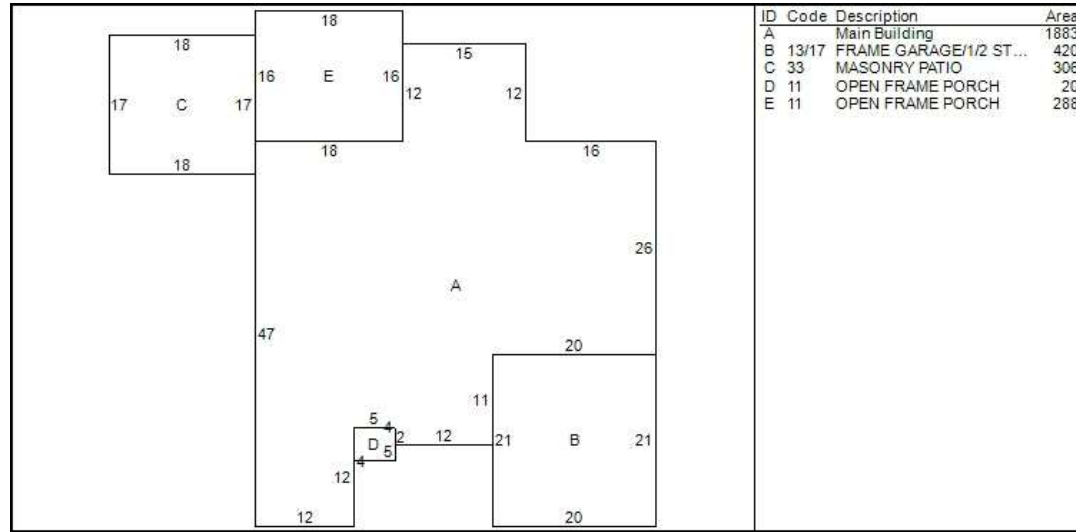 ID Code Description Area
A Main Building 1883
B 13/17 FRAME GARAGE/1/2 ST... 420
C 33 MASONRY PATIO 306
D 11 OPEN FRAME PORCH 20
E 11 OPEN FRAME PORCH 288
18
18
15
16 E 16
17 C 17
12 12
18
16
18
26
A
47
20
11
5
4
D
2
12
21 B 21
5
4
12
12
20